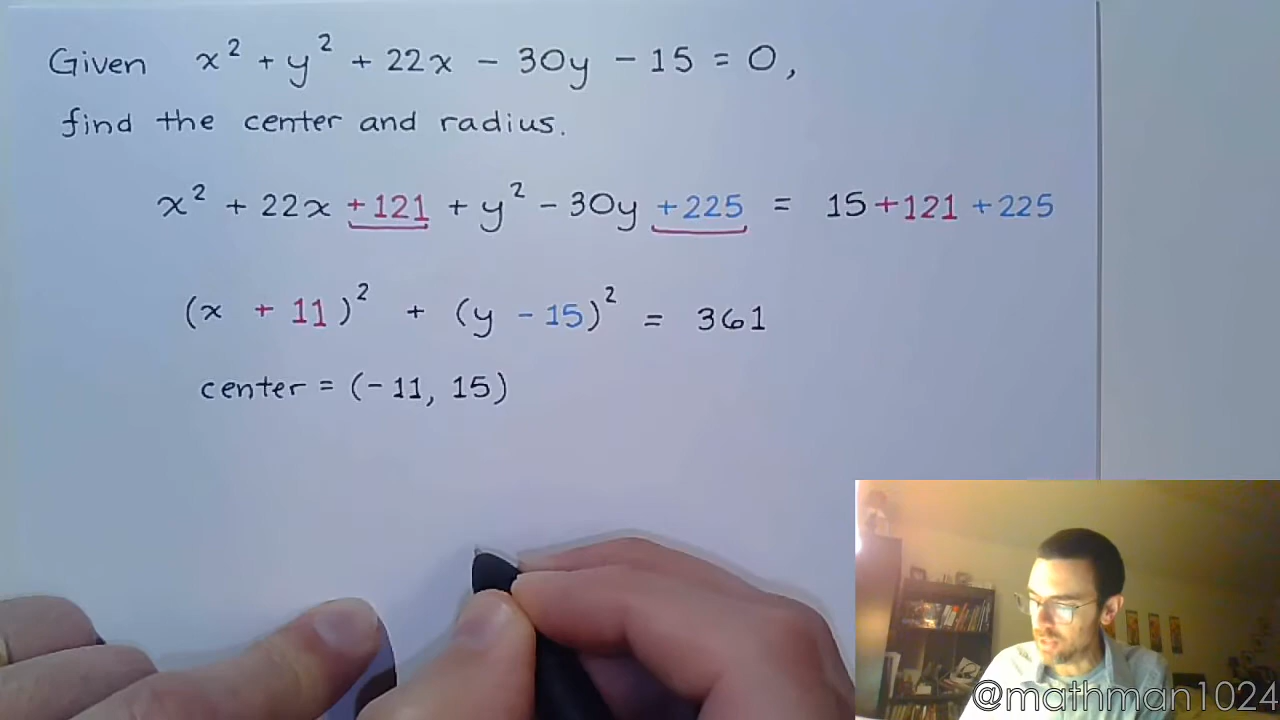 Given x² + y² + 22x - 30y - 15 = 0,
find the center and radius.
x² + 22x + 121 + y² - 30y + 225 = 15 + 121 + 225
(x + 11)² + (y - 15)² = 361
center = (-11, 15)
@mathman1024